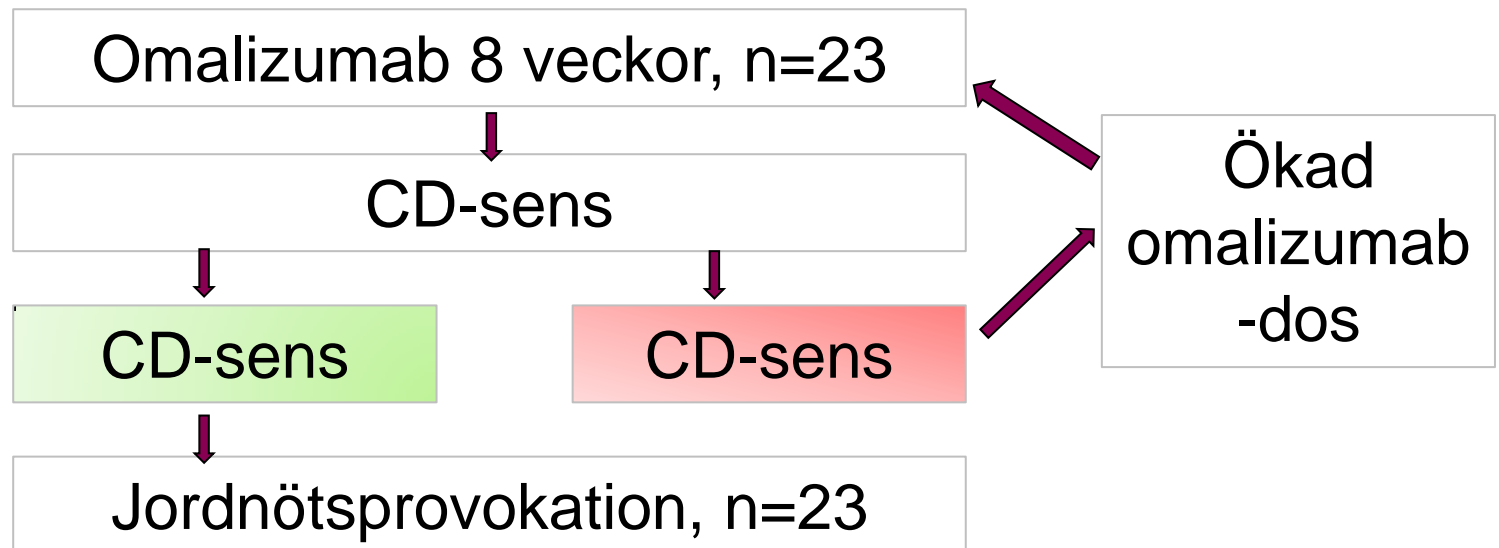 Omalizumab 8 veckor, n=23
CD-sens
Ökad
omalizumab
-dos
CD-sens
CD-sens
Jordnötsprovokation, n=23